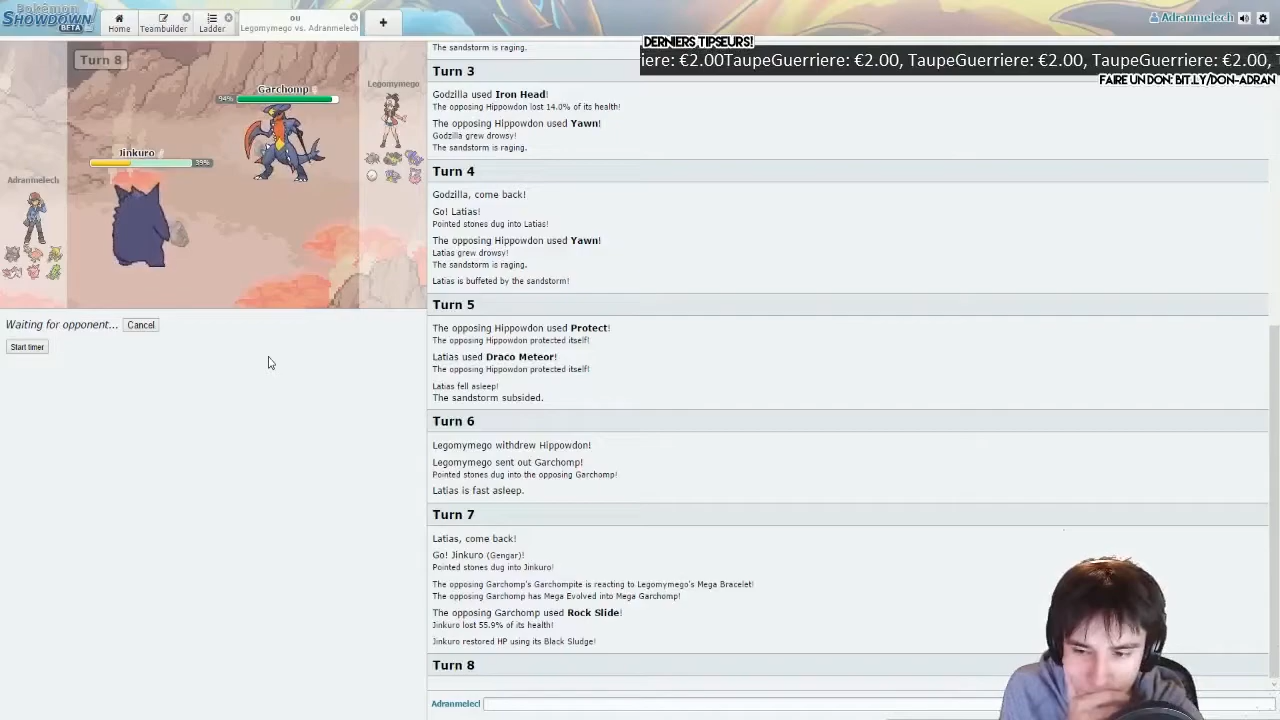 Pokémon
Showdown
BETA
Home
Teambuilder
Ladder
ou
Legomymego vs. Adranmelech
+
Adranmelech
DERNIERS TIPSEURS!
iere: €2.00TaupeGuerriere: €2.00, TaupeGuerriere: €2.00, TaupeGuerriere: €2.00,
FAIRE UN DON: BIT.LY/DON-ADRAN
Turn 8
Garchomp
94%
Legomymego
Jinkuro
39%
Adranmelech
Waiting for opponent... Cancel
Start timer
The sandstorm is raging.
Turn 3
Godzilla used Iron Head!
The opposing Hippowdon lost 14.0% of its health!
The opposing Hippowdon used Yawn!
Godzilla grew drowsy!
The sandstorm is raging.
Turn 4
Godzilla, come back!
Go! Latias!
Pointed stones dug into Latias!
The opposing Hippowdon used Yawn!
Latias grew drowsy!
The sandstorm is raging.
Latias is buffeted by the sandstorm!
Turn 5
The opposing Hippowdon used Protect!
The opposing Hippowdon protected itself!
Latias used Draco Meteor!
The opposing Hippowdon protected itself!
Latias fell asleep!
The sandstorm subsided.
Turn 6
Legomymego withdrew Hippowdon!
Legomymego sent out Garchomp!
Pointed stones dug into the opposing Garchomp!
Latias is fast asleep.
Turn 7
Latias, come back!
Go! Jinkuro (Gengar)!
Pointed stones dug into Jinkuro!
The opposing Garchomp's Garchompite is reacting to Legomymego's Mega Bracelet!
The opposing Garchomp has Mega Evolved into Mega Garchomp!
The opposing Garchomp used Rock Slide!
Jinkuro lost 55.9% of its health!
Jinkuro restored HP using its Black Sludge!
Turn 8
Adranmelecl